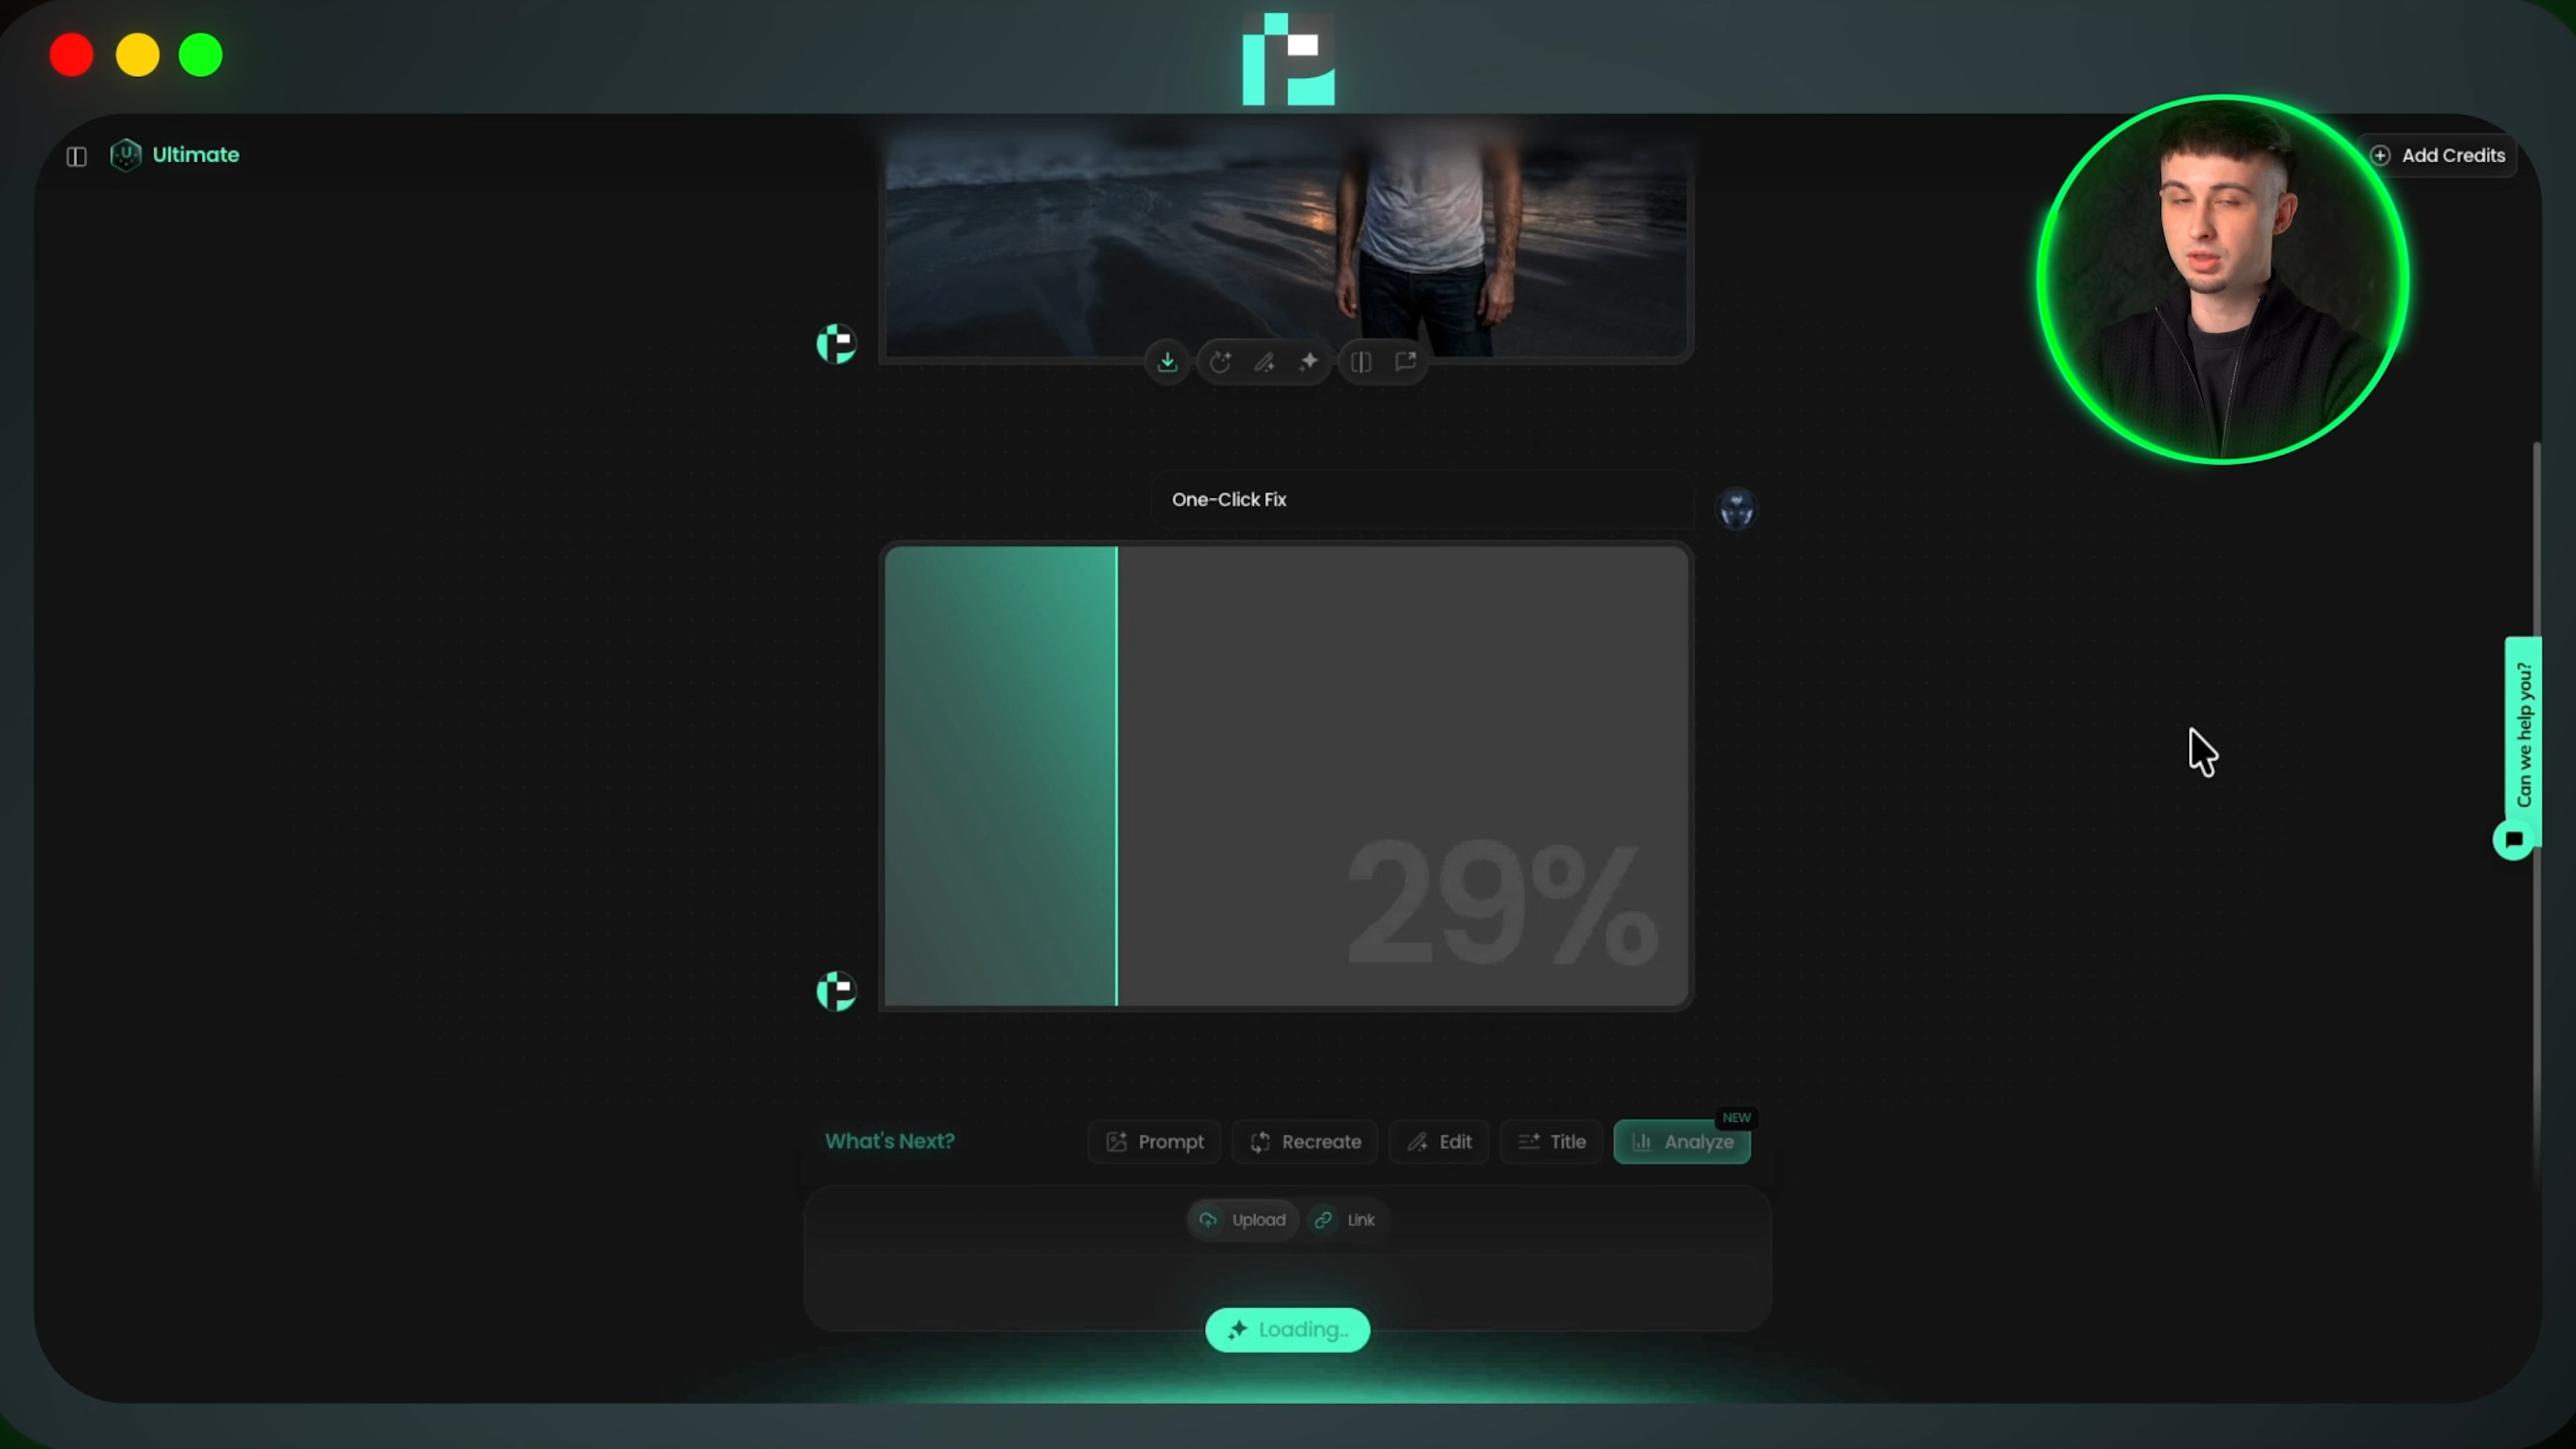 Ultimate
Add Credits
One-Click Fix
29%
Can we help you?
What's Next?
Prompt
Recreate
Edit
Title
Analyze
NEW
Upload
Link
Loading..